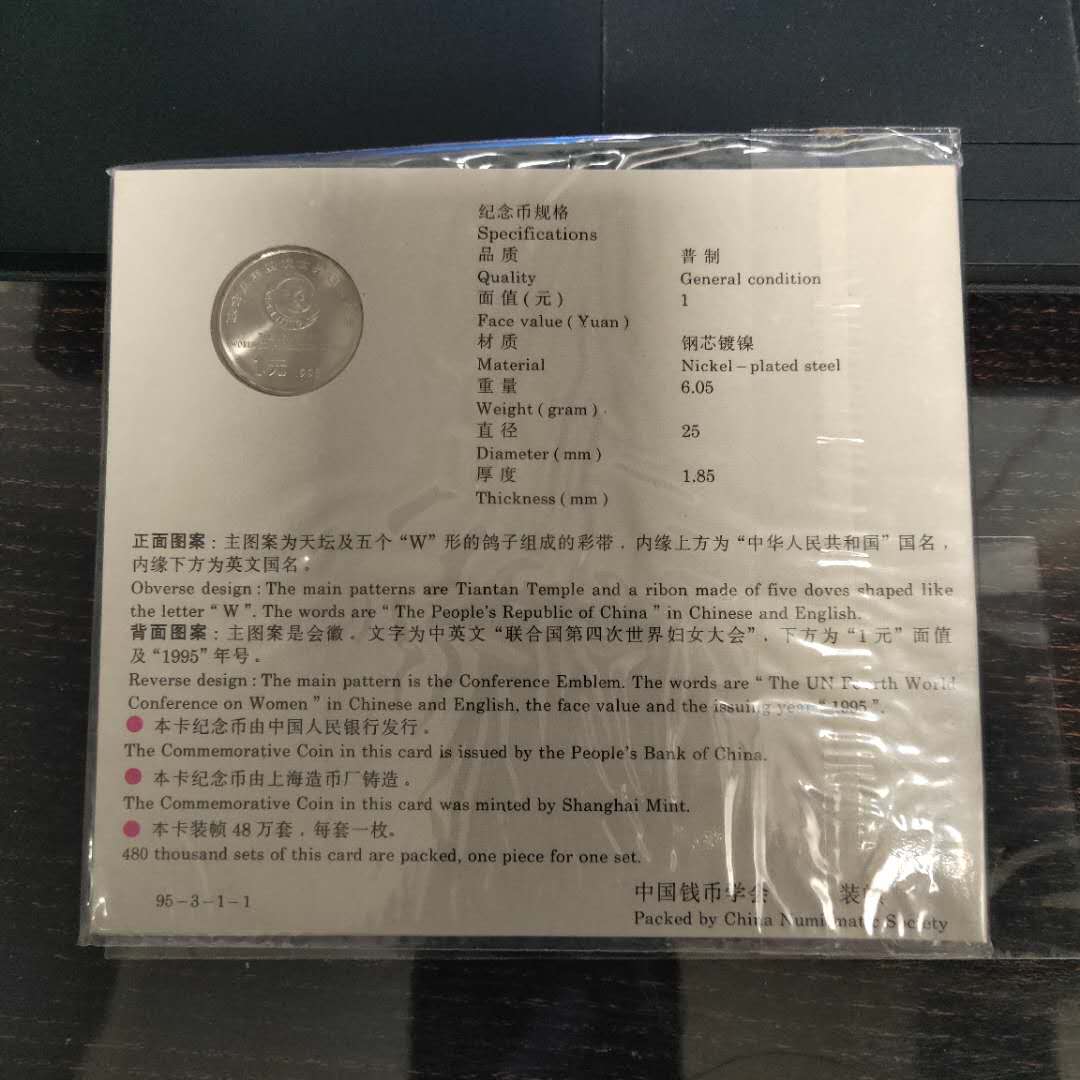 1元 1995
纪念币规格
Specifications
品质 普制
Quality General condition
面值(元) 1
Face value (Yuan)
材质 钢芯镀镍
Material Nickel-plated steel
重量 6.05
Weight (gram)
直径 25
Diameter (mm)
厚度 1.85
Thickness (mm)
正面图案:主图案为天坛及五个“W”形的鸽子组成的彩带,内缘上方为“中华人民共和国”国名,
内缘下方为英文国名。
Obverse design: The main patterns are Tiantan Temple and a ribon made of five doves shaped like
the letter “W”. The words are “The People's Republic of China” in Chinese and English.
背面图案:主图案是会徽。文字为中英文“联合国第四次世界妇女大会”,下方为“1元”面值
及“1995”年号。
Reverse design: The main pattern is the Conference Emblem. The words are “The UN Fourth World
Conference on Women” in Chinese and English, the face value and the issuing year “1995”.
● 本卡纪念币由中国人民银行发行。
The Commemorative Coin in this card is issued by the People's Bank of China.
● 本卡纪念币由上海造币厂铸造。
The Commemorative Coin in this card was minted by Shanghai Mint.
● 本卡装帧48万套,每套一枚。
480 thousand sets of this card are packed, one piece for one set.
95-3-1-1
中国钱币学会 装帧
Packed by China Numismatic Society